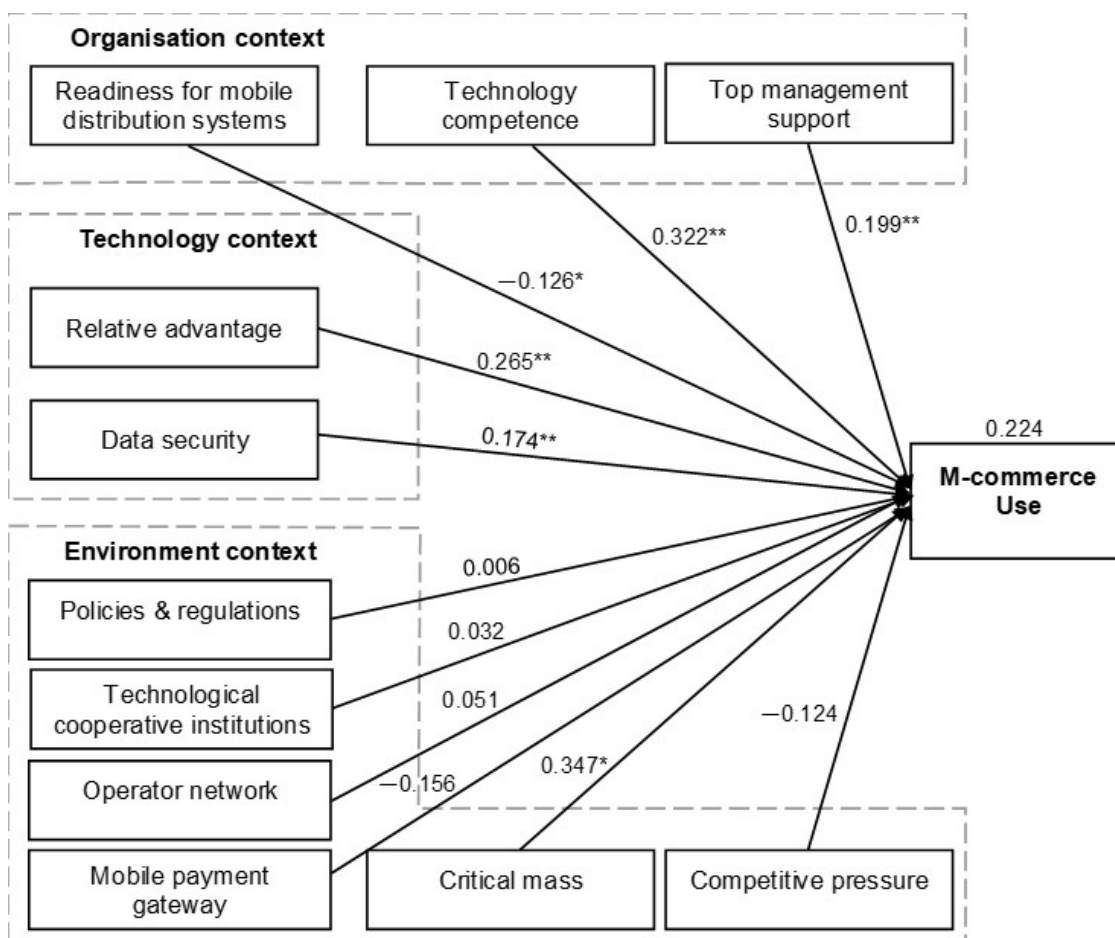 Organisation context
Readiness for mobile
distribution systems
Technology
competence
Top management
support
0.199**
0.322**
—0.126*
Technology context
Relative advantage
0.265**
Data security
0.174**
0.224
M-commerce
Use
Environment context
Policies & regulations
0.006
Technological
cooperative institutions
0.032
Operator network
0.051
Mobile payment
gateway
—0.156
Critical mass
0.347*
Competitive pressure
—0.124